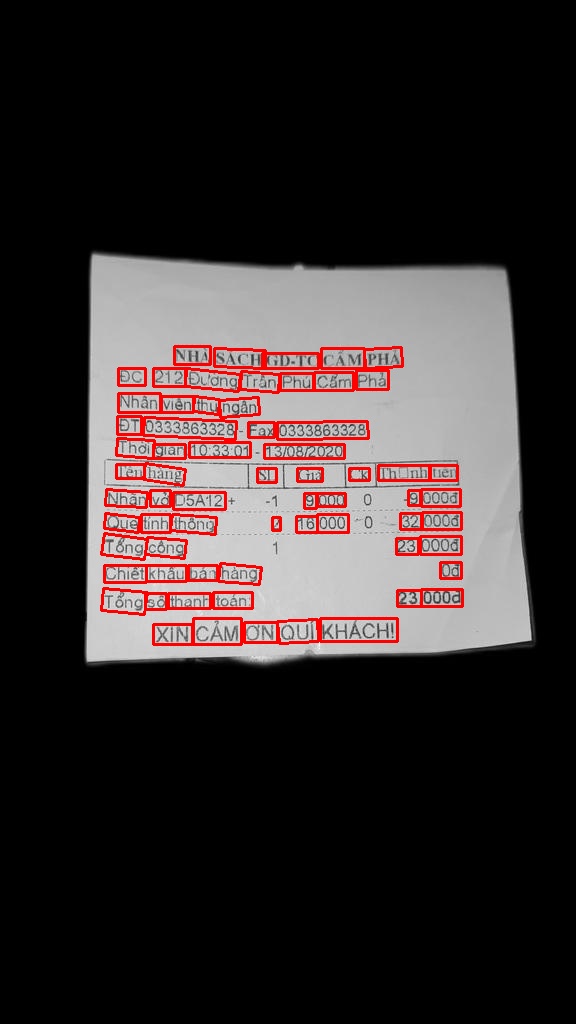 NHÀ SÁCH GD-TC CẨM PHẢ
ĐC 212 Đường Trần Phú Cẩm Phả
Nhân viên thu ngân
ĐT 0333863328 - Fax 0333863328
Thời gian 10:33:01 - 13/08/2020
Tên hàng SL Giá Ck Th□nh tiền
Nhãn vở D5A12 + -1 9,000 0 -9,000đ
Que tính thông 2 16,000 0 32,000đ
Tổng cộng 1 23,000đ
Chiết khấu bán hàng 0đ
Tổng số thanh toán: 23,000đ
XIN CẢM ƠN QUÍ KHÁCH!